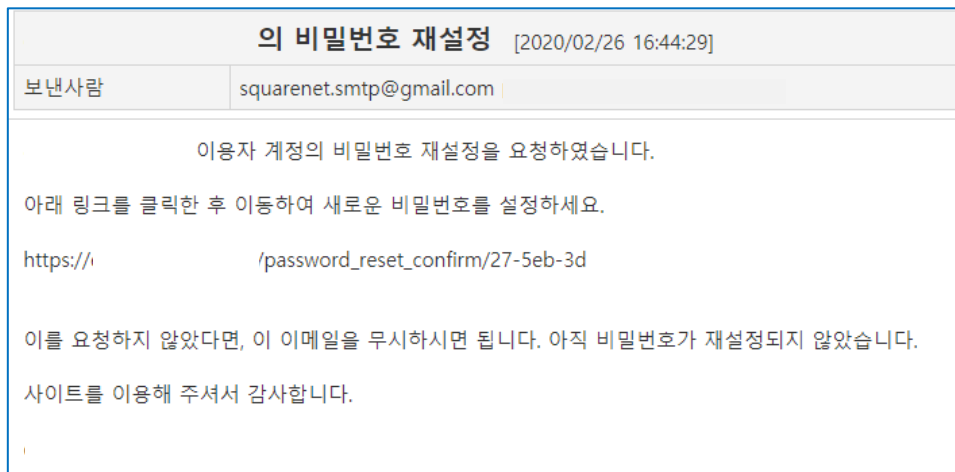 의 비밀번호 재설정 [2020/02/26 16:44:29]
보낸사람 squarenet.smtp@gmail.com
이용자 계정의 비밀번호 재설정을 요청하였습니다.
아래 링크를 클릭한 후 이동하여 새로운 비밀번호를 설정하세요.
https:// /password_reset_confirm/27-5eb-3d
이를 요청하지 않았다면, 이 이메일을 무시하시면 됩니다. 아직 비밀번호가 재설정되지 않았습니다.
사이트를 이용해 주셔서 감사합니다.